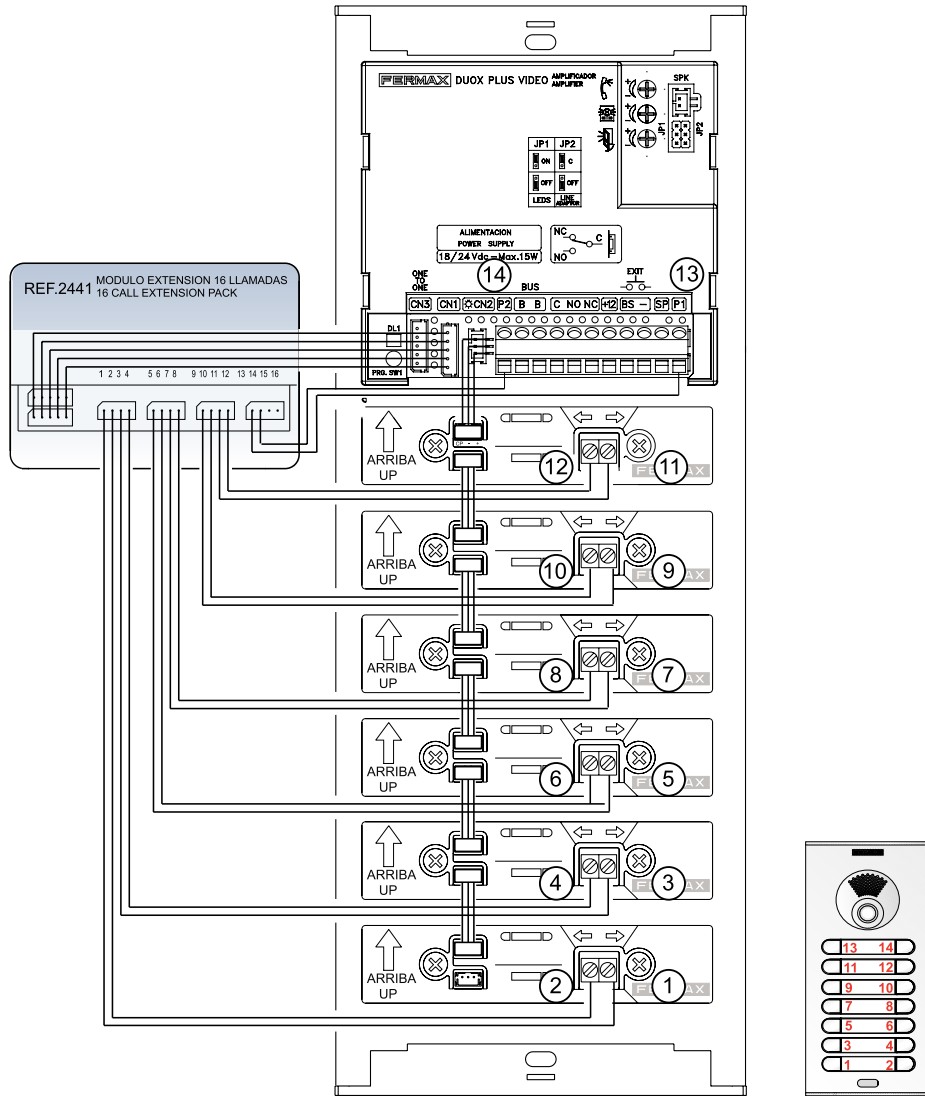 FERMAX DUOX PLUS VIDEO AMPLIFICADOR
AMPLIFIER
SPK
JP1
JP2
JP1 JP2
ON C
OFF OFF
LEDS LINE
ADAPTOR
ALIMENTACION
POWER SUPPLY
18/24 Vdc = Max.15W
NC
C
NO
ONE
TO
ONE
14
BUS
EXIT
13
CN3 CN1 CN2 P2 B B C NO NC +12 BS - SP P1
DL1
PRG. SW1
REF.2441 MODULO EXTENSION 16 LLAMADAS
16 CALL EXTENSION PACK
1 2 3 4 5 6 7 8 9 10 11 12 13 14 15 16
ARRIBA
UP
CP - +
12
11
ARRIBA
UP
10
9
ARRIBA
UP
8
7
ARRIBA
UP
6
5
ARRIBA
UP
4
3
ARRIBA
UP
2
1
13 14
11 12
9 10
7 8
5 6
3 4
1 2